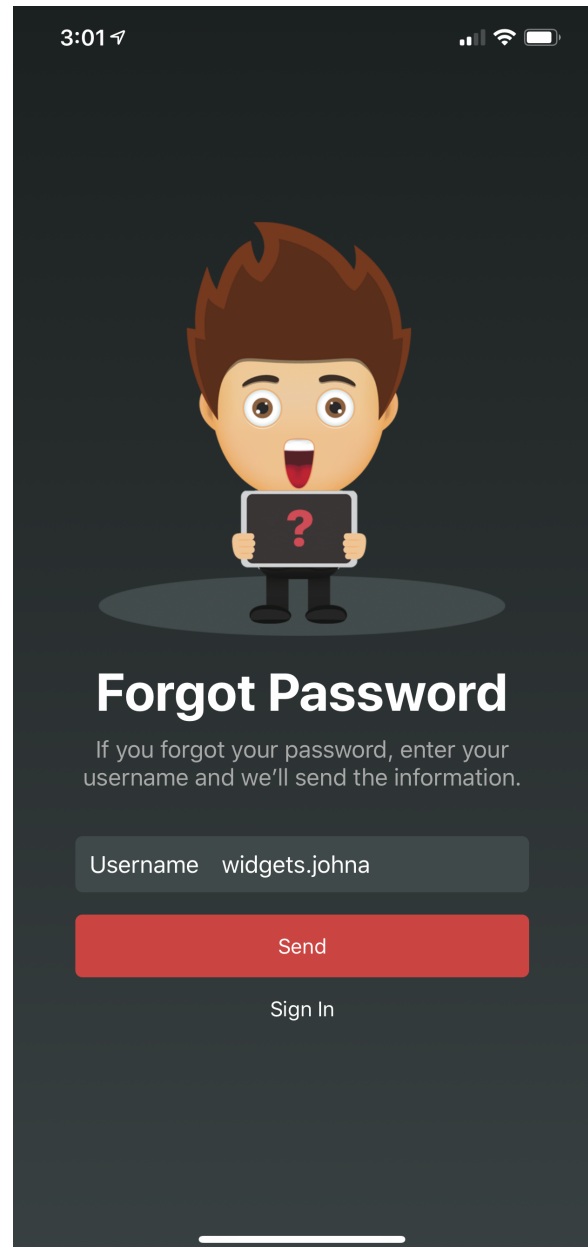 3:01
?
Forgot Password
If you forgot your password, enter your
username and we’ll send the information.
Username widgets.johna
Send
Sign In